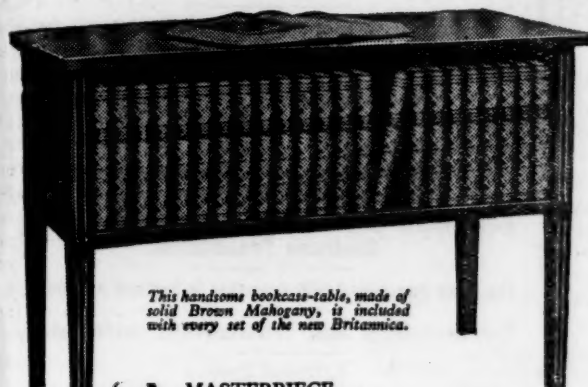 This handsome bookcase-table, made of
solid Brown Mahogany, is included
with every set of the new Britannica.
MASTERPIECE